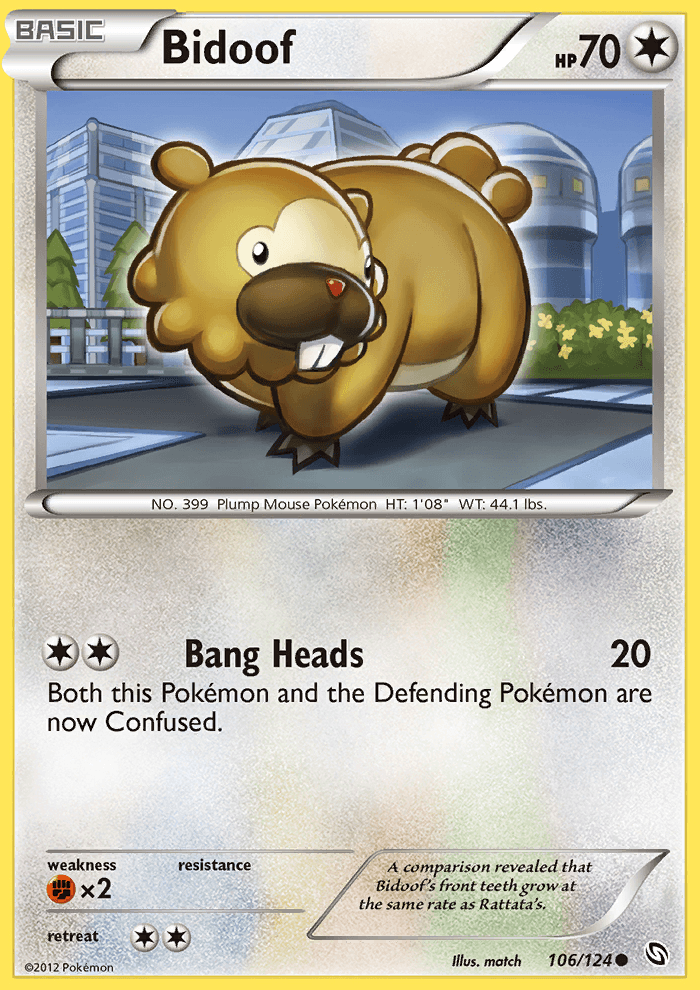 BASIC
Bidoof
HP70
NO. 399 Plump Mouse Pokémon HT: 1'08" WT: 44.1 lbs.
Bang Heads 20
Both this Pokémon and the Defending Pokémon are
now Confused.
weakness resistance
×2
A comparison revealed that
Bidoof's front teeth grow at
the same rate as Rattata's.
retreat
©2012 Pokémon
Illus. match 106/124